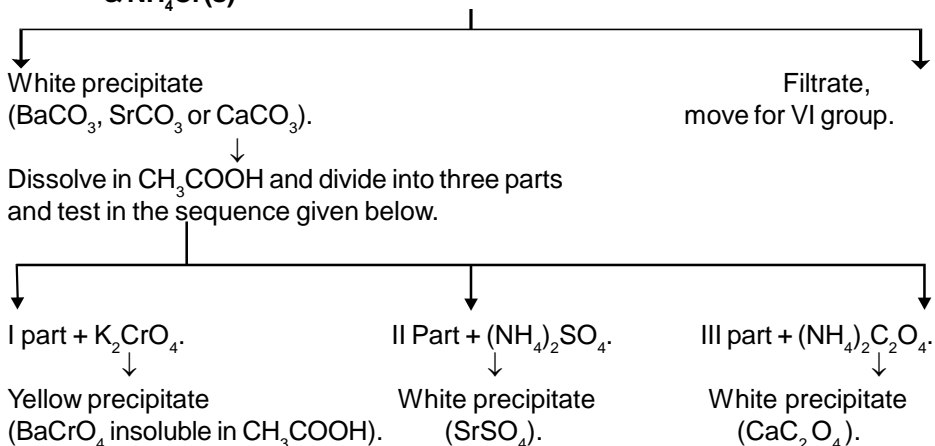 & NH₄Cl (s)
White precipitate
(BaCO₃, SrCO₃ or CaCO₃).
Filtrate,
move for VI group.
↓
Dissolve in CH₃COOH and divide into three parts
and test in the sequence given below.
I part + K₂CrO₄.
↓
Yellow precipitate
(BaCrO₄ insoluble in CH₃COOH).
II Part + (NH₄)₂SO₄.
↓
White precipitate
(SrSO₄).
III part + (NH₄)₂C₂O₄.
↓
White precipitate
(CaC₂O₄).